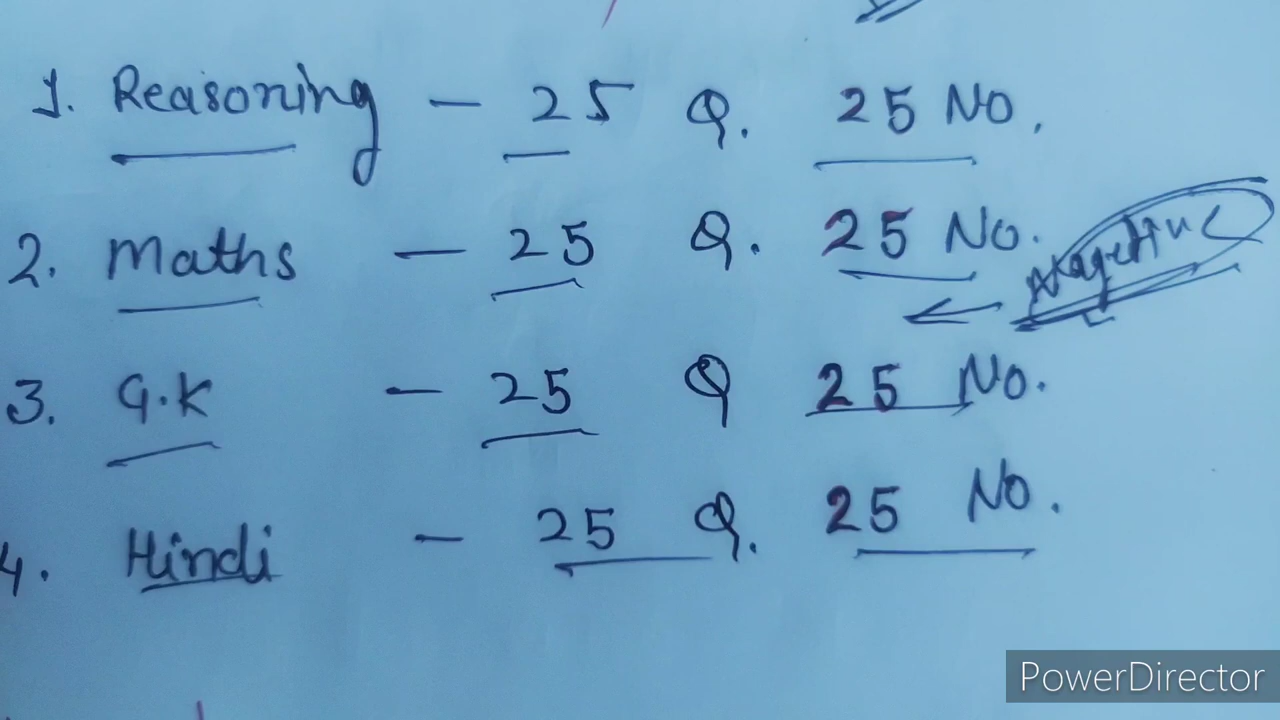 1. Reasoning - 25 Q. 25 No.
2. Maths - 25 Q. 25 No.
Nagetive
3. G.K - 25 Q 25 No.
4. Hindi - 25 Q. 25 No.
PowerDirector